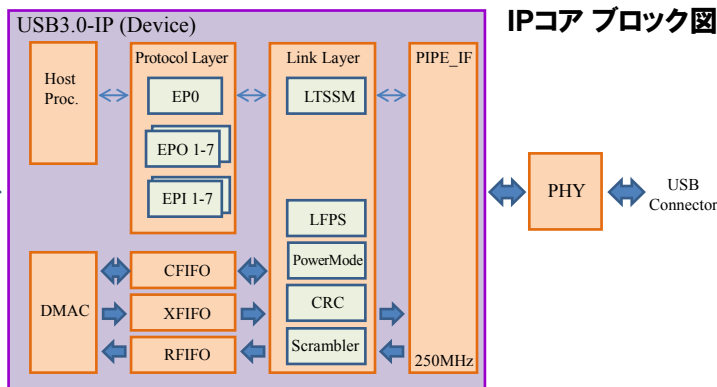 IPコア ブロック図
USB3.0-IP (Device)
Host
Proc.
Protocol Layer
EP0
EPO 1-7
EPI 1-7
Link Layer
LTSSM
LFPS
PowerMode
CRC
Scrambler
PIPE_IF
250MHz
DMAC
CFIFO
XFIFO
RFIFO
PHY
USB
Connector